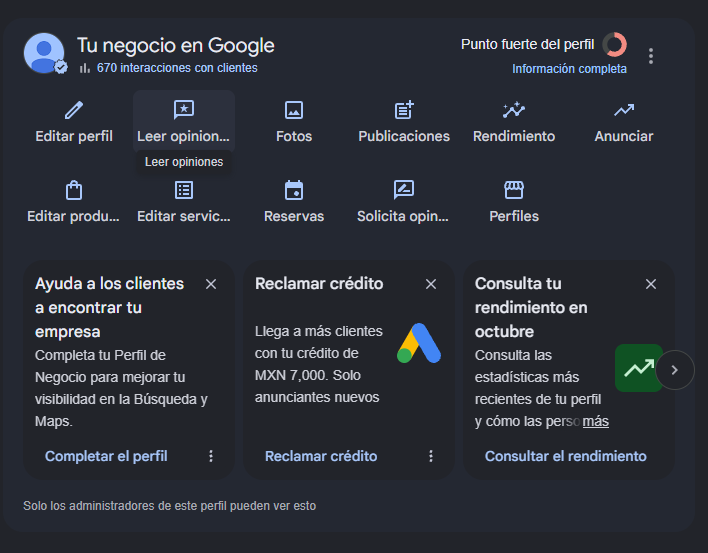 Tu negocio en Google
670 interacciones con clientes
Punto fuerte del perfil
Información completa
Editar perfil
Leer opinion...
Fotos
Publicaciones
Rendimiento
Anunciar
Leer opiniones
Editar produ...
Editar servic...
Reservas
Solicita opin...
Perfiles
Ayuda a los clientes
a encontrar tu
empresa
Completa tu Perfil de
Negocio para mejorar tu
visibilidad en la Búsqueda y
Maps.
Completar el perfil
Reclamar crédito
Llega a más clientes
con tu crédito de
MXN 7,000. Solo
anunciantes nuevos
Reclamar crédito
Consulta tu
rendimiento en
octubre
Consulta las
estadísticas más
recientes de tu perfil
y cómo las perso más
Consultar el rendimiento
Solo los administradores de este perfil pueden ver esto